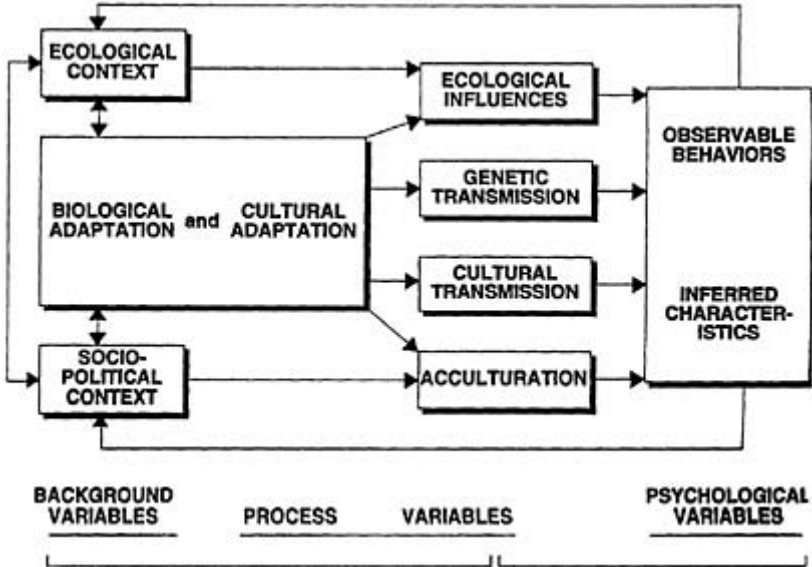 ECOLOGICAL
CONTEXT
ECOLOGICAL
INFLUENCES
OBSERVABLE
BEHAVIORS
BIOLOGICAL
ADAPTATION and CULTURAL
ADAPTATION
GENETIC
TRANSMISSION
CULTURAL
TRANSMISSION
INFERRED
CHARACTER-
ISTICS
SOCIO-
POLITICAL
CONTEXT
ACCULTURATION
BACKGROUND
VARIABLES
PROCESS VARIABLES
PSYCHOLOGICAL
VARIABLES